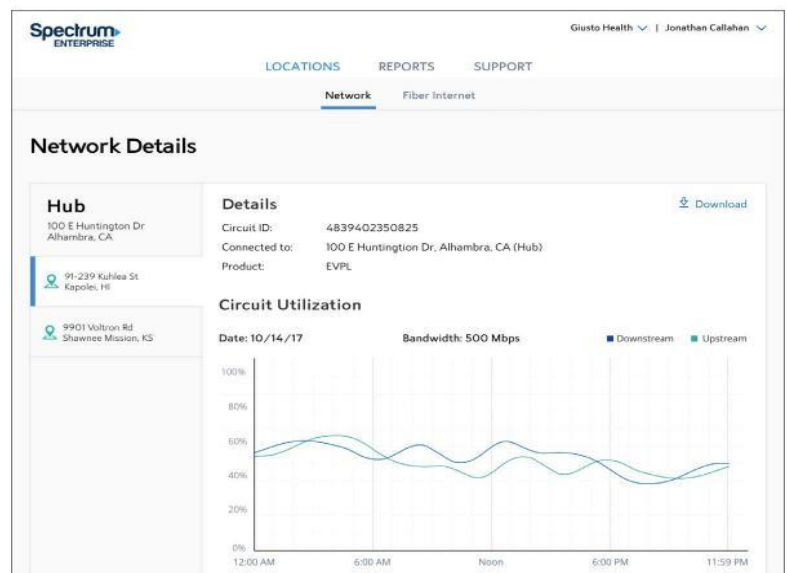 Spectrum
ENTERPRISE
Giusto Health | Jonathan Callahan
LOCATIONS REPORTS SUPPORT
Network Fiber Internet
Network Details
Hub
100 E Huntington Dr
Alhambra, CA
91-239 Kuhlea St
Kapolei, HI
9901 Voltron Rd
Shawnee Mission, KS
Details
Download
Circuit ID: 4839402350825
Connected to: 100 E Huntingtion Dr, Alhambra, CA (Hub)
Product: EVPL
Circuit Utilization
Date: 10/14/17 Bandwidth: 500 Mbps Downstream Upstream
100%
80%
60%
40%
20%
0%
12:00 AM 6:00 AM Noon 6:00 PM 11:59 PM